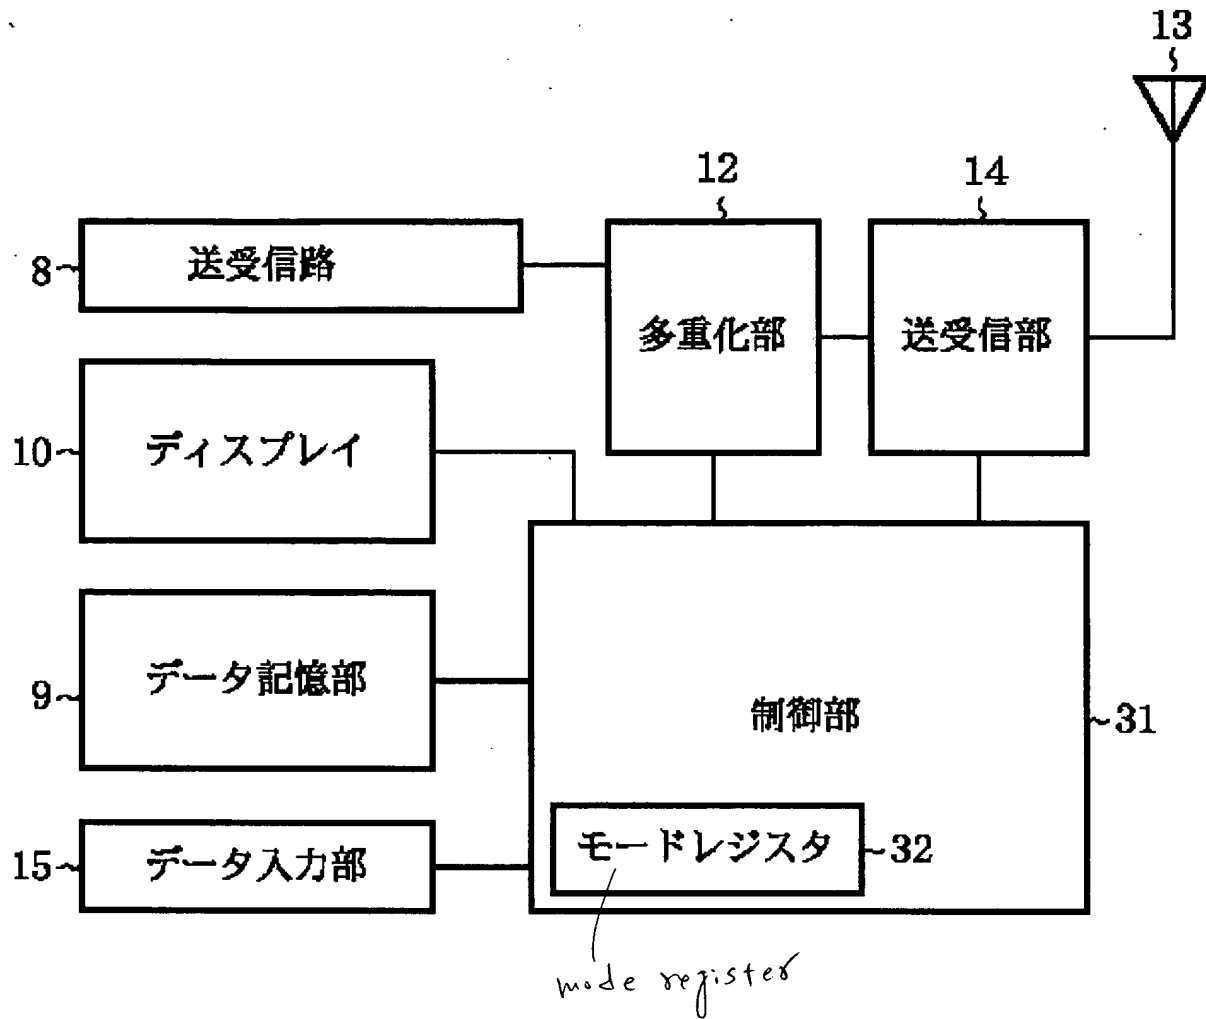 13
12
14
8
送受信路
多重化部
送受信部
10
ディスプレイ
9
データ記憶部
制御部
31
15
データ入力部
モードレジスタ
32
mode register